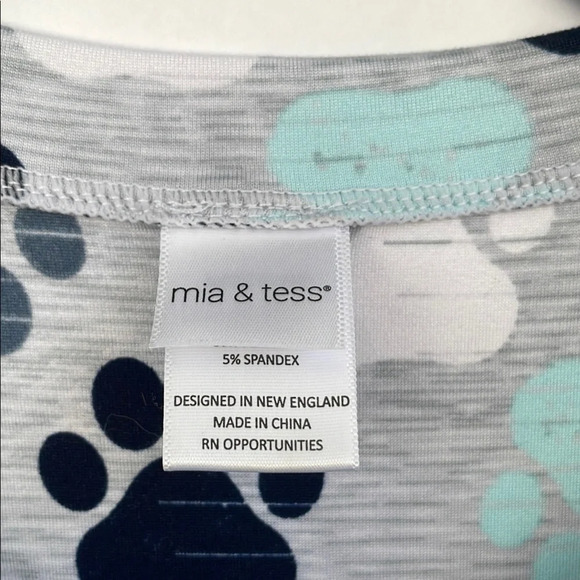 mia & tess®
5% SPANDEX
DESIGNED IN NEW ENGLAND
MADE IN CHINA
RN OPPORTUNITIES